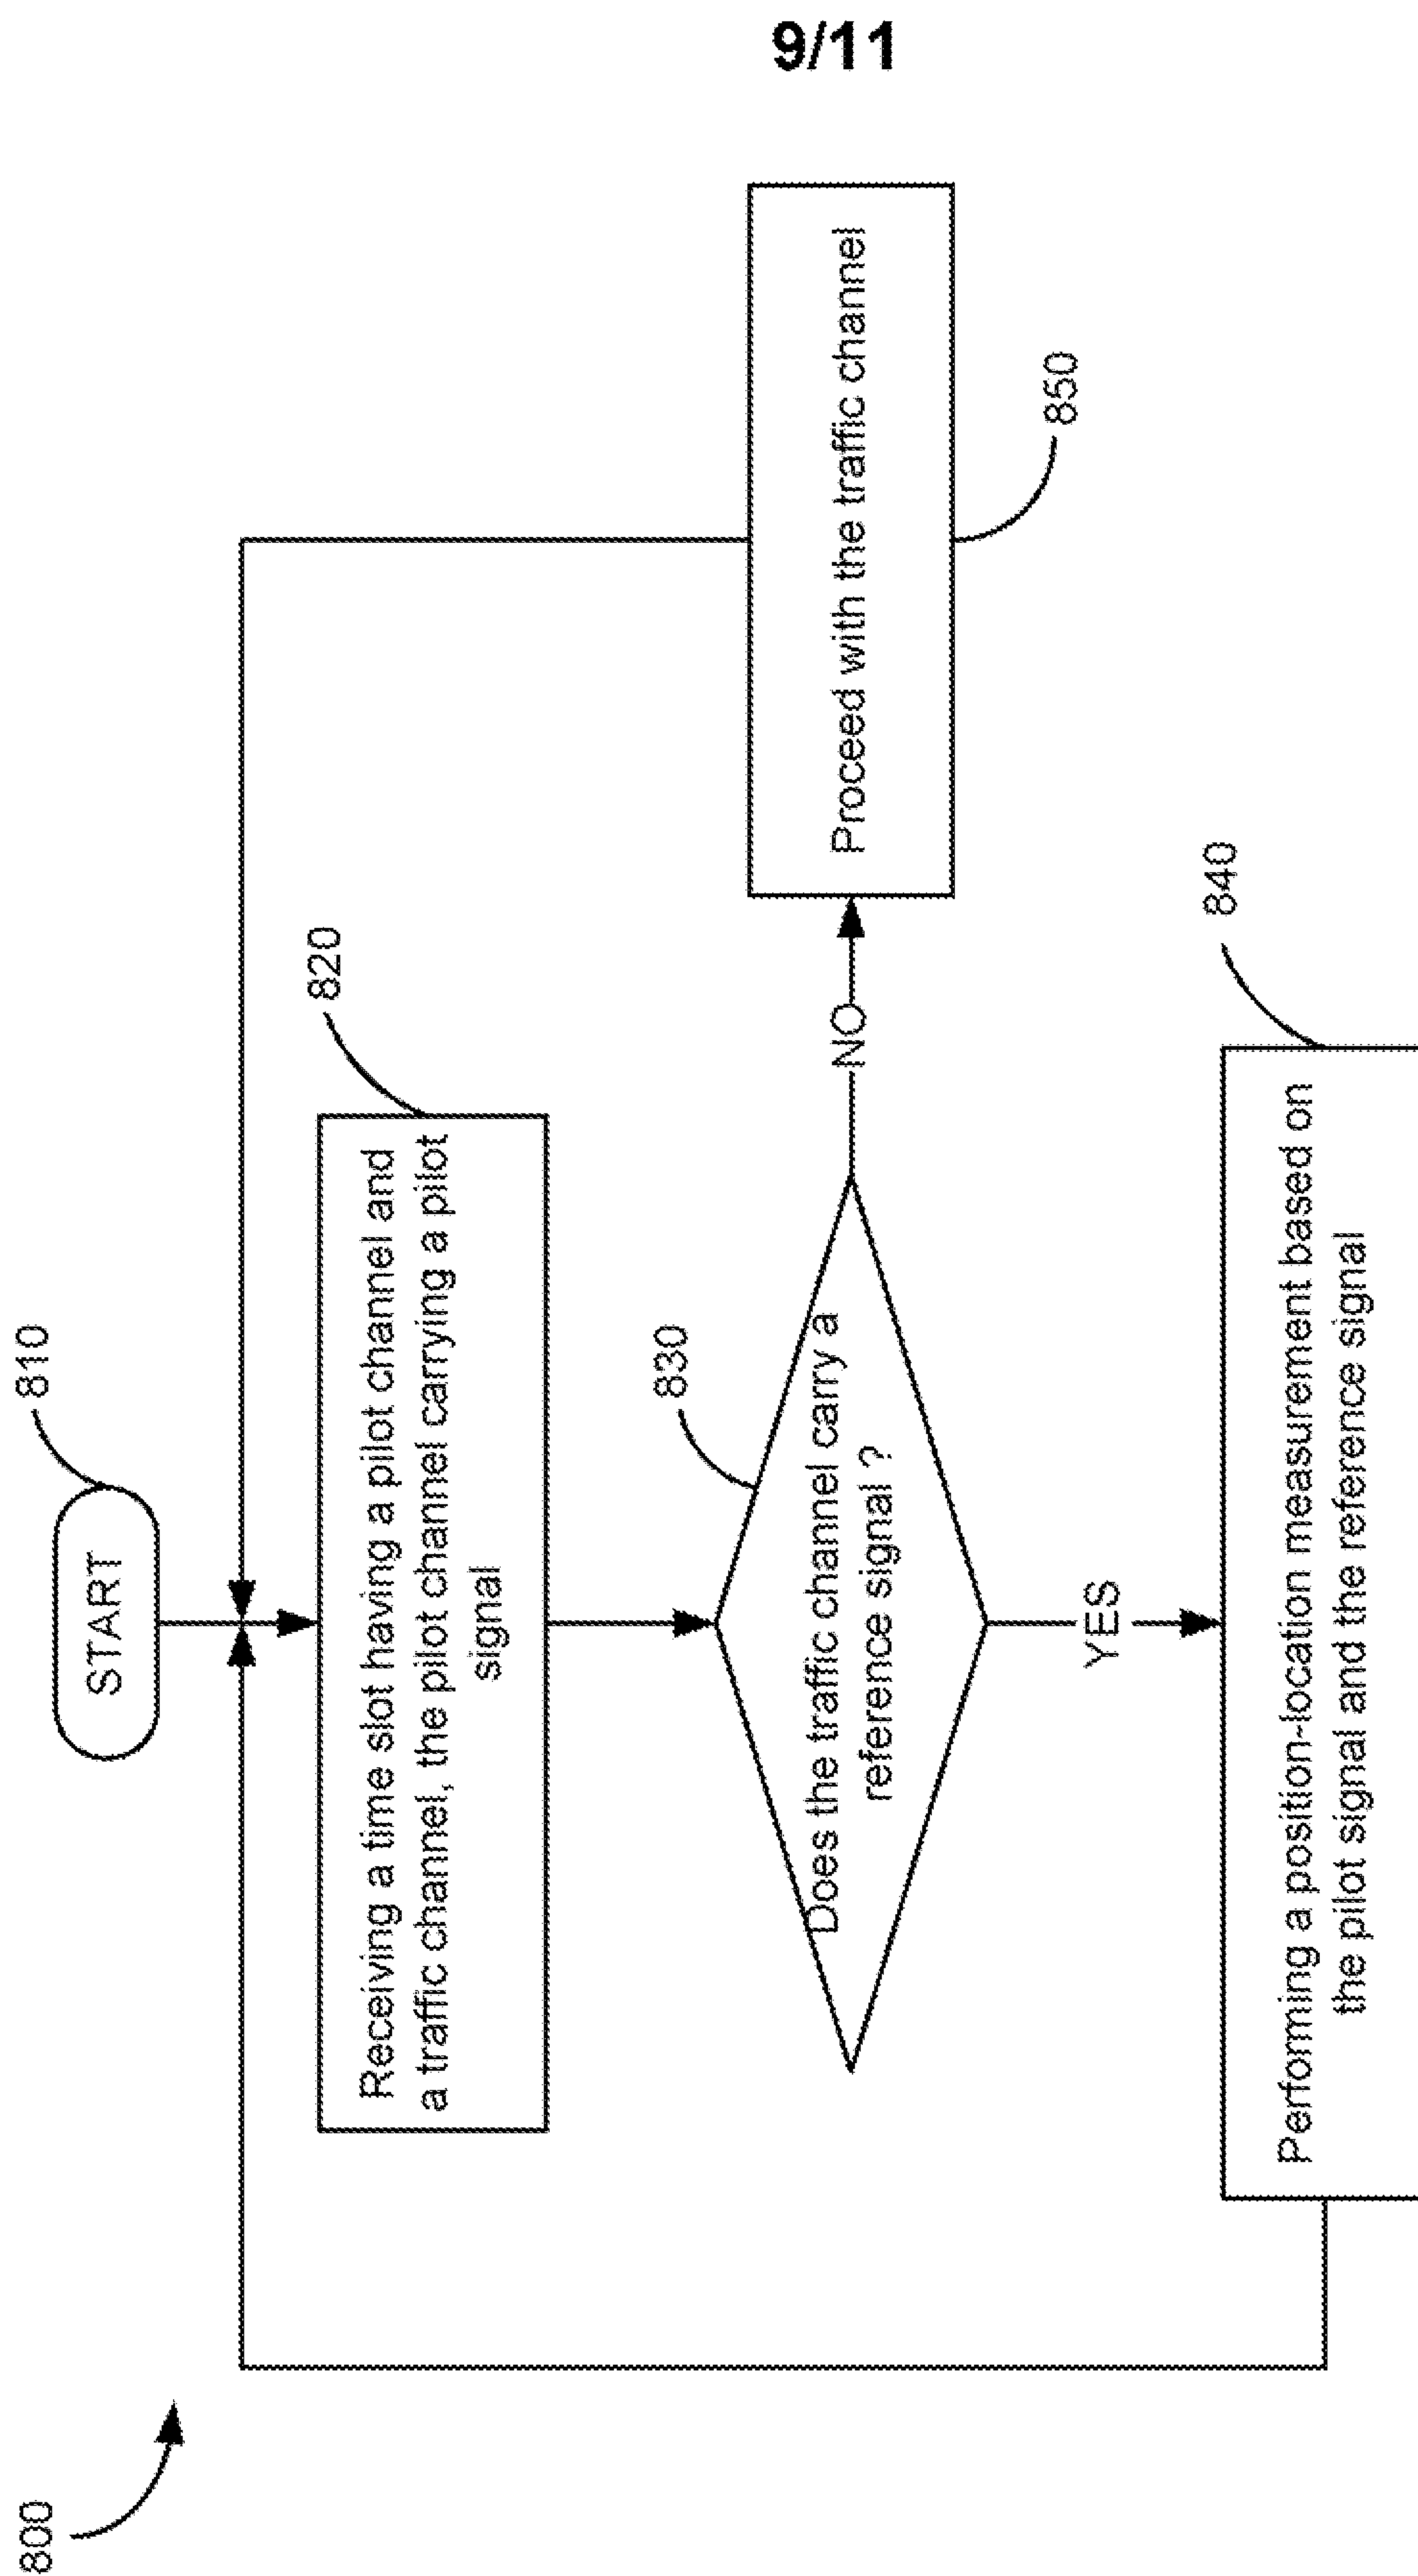 9/11
800
810
START
820
Receiving a time slot having a pilot channel and
a traffic channel, the pilot channel carrying a pilot
signal
830
Does the traffic channel carry a
reference signal ?
NO
Proceed with the traffic channel
850
YES
840
Perfoming a position-location measurement based on
the pilot signal and the reference signal